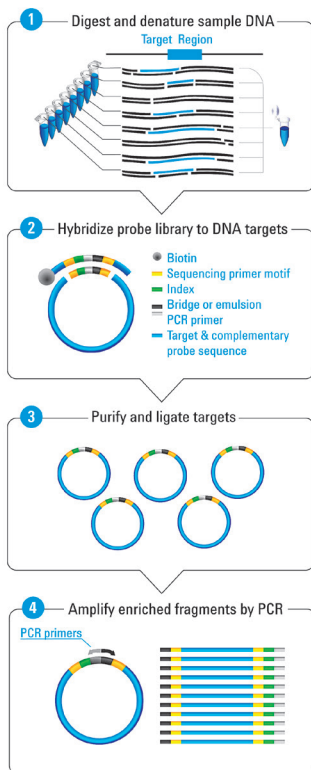 1 Digest and denature sample DNA
Target Region
2 Hybridize probe library to DNA targets
Biotin
Sequencing primer motif
Index
Bridge or emulsion
PCR primer
Target & complementary
probe sequence
3 Purify and ligate targets
4 Amplify enriched fragments by PCR
PCR primers